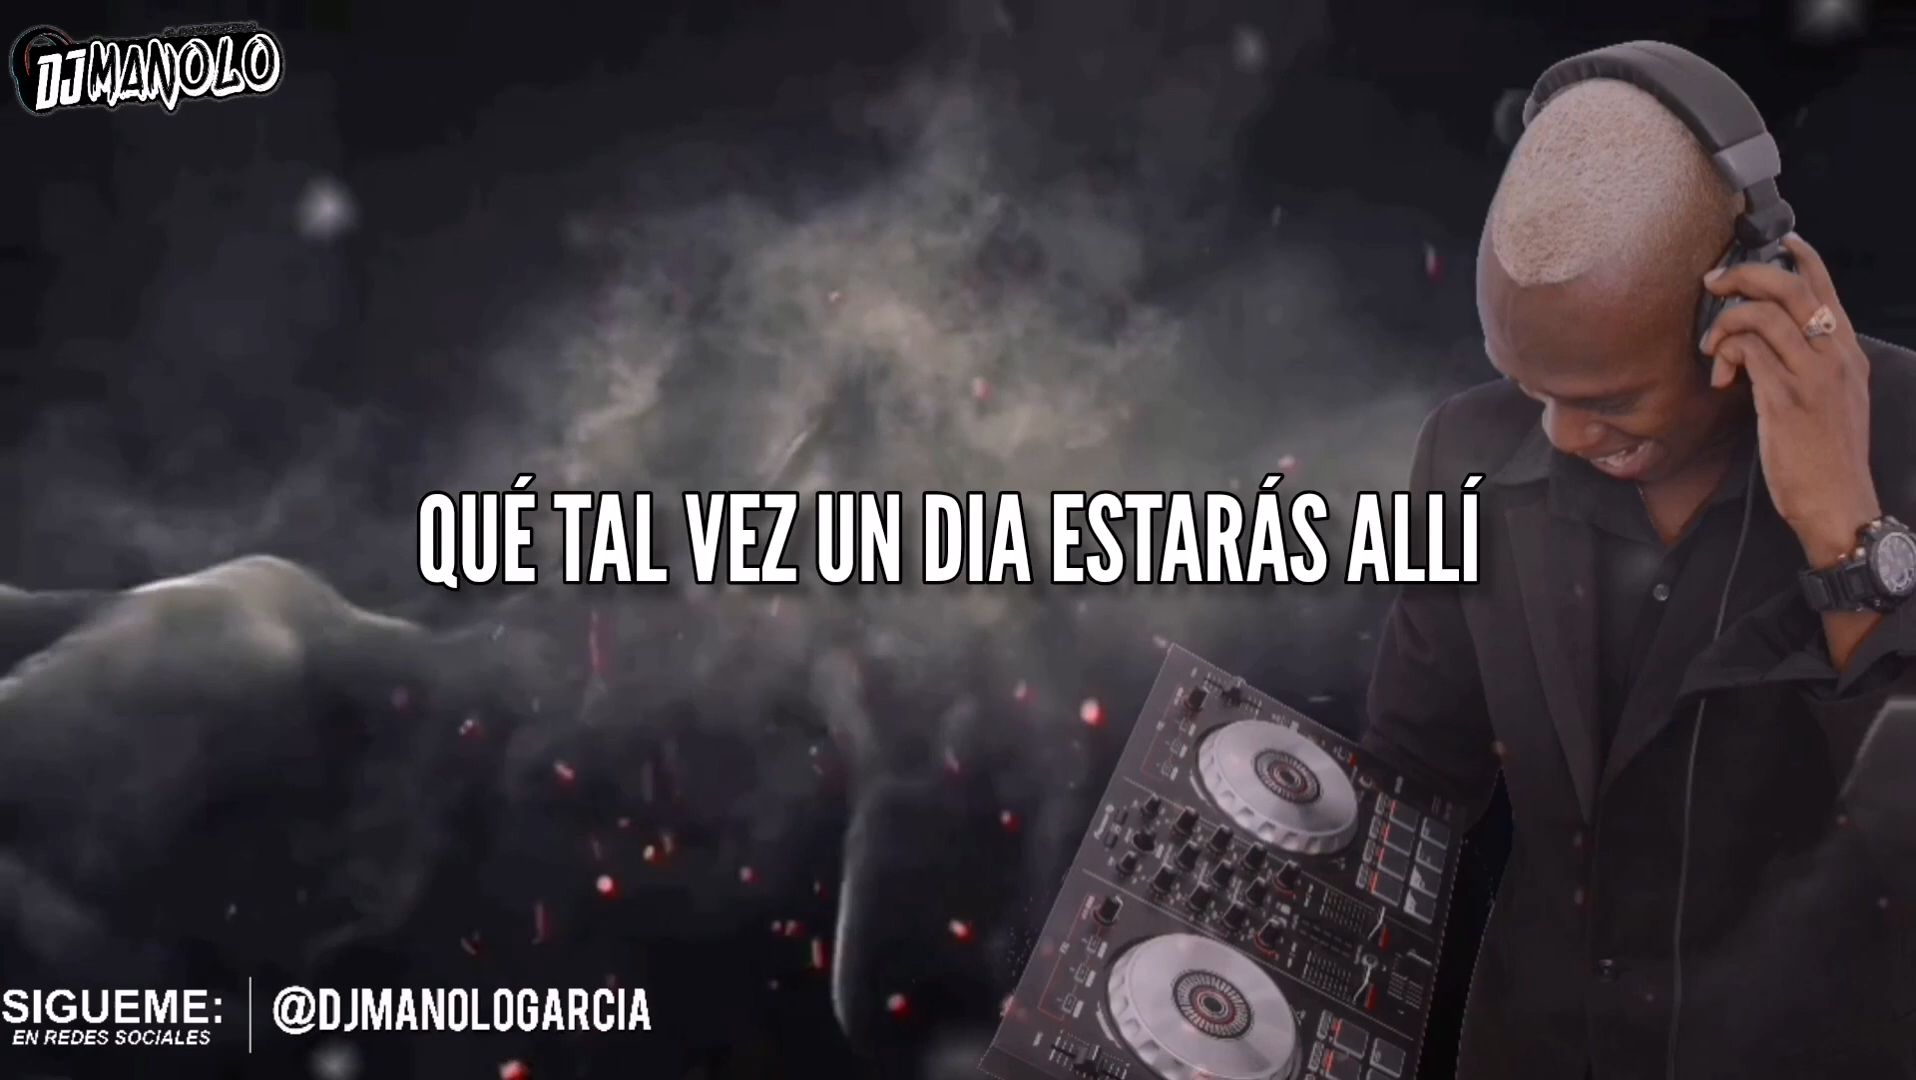 DJ MANOLO
QUÉ TAL VEZ UN DIA ESTARÁS ALLÍ
SIGUEME:
EN REDES SOCIALES
@DJMANOLOGARCIA